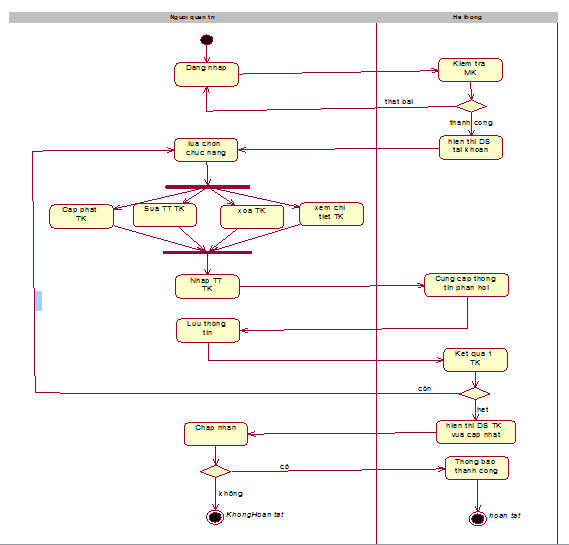 Nguoi quan tri
He thong
Dang nhap
Kiem tra
MK
that bai
thanh cong
lua chon
chuc nang
hien thi DS
tai khoan
Cap phat
TK
Sua TT TK
xoa TK
xem chi
tiet TK
Nhap TT
TK
Cung cap thong
tin phan hoi
Luu thong
tin
Ket qua 1
TK
còn
het
Chap nhan
hien thi DS TK
vua cap nhat
có
Thong bao
thanh cong
không
KhongHoan tat
hoan tat